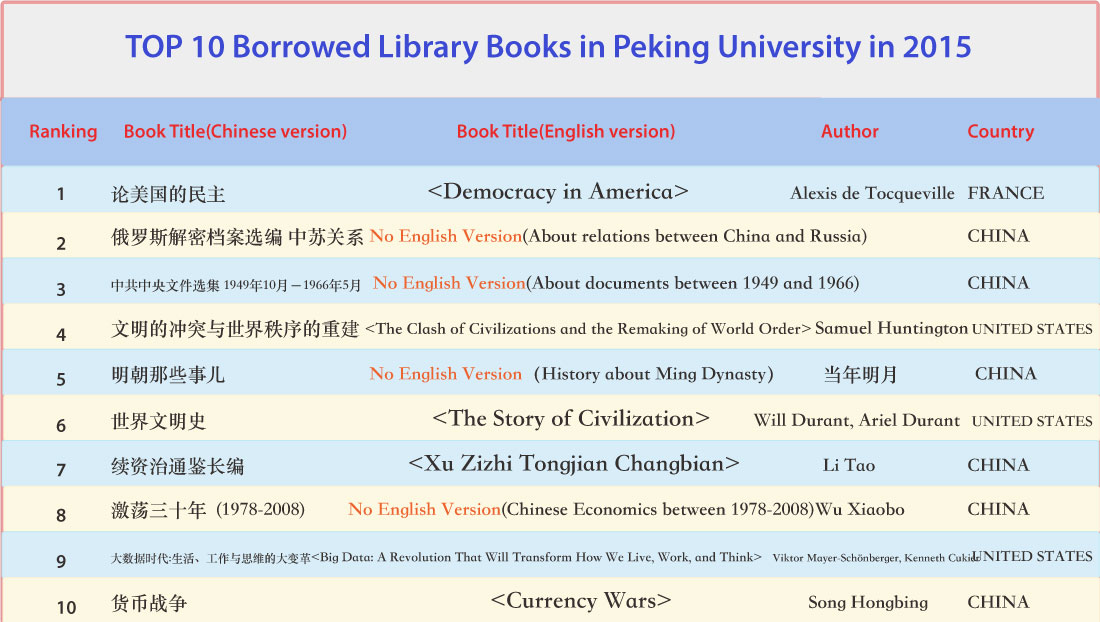 TOP 10 Borrowed Library Books in Peking University in 2015
Ranking Book Title(Chinese version) Book Title(English version) Author Country
1 论美国的民主 <Democracy in America> Alexis de Tocqueville FRANCE
2 俄罗斯解密档案选编 中苏关系 No English Version(About relations between China and Russia) CHINA
3 中共中央文件选集 1949年10月－1966年5月 No English Version(About documents between 1949 and 1966) CHINA
4 文明的冲突与世界秩序的重建 <The Clash of Civilizations and the Remaking of World Order> Samuel Huntington UNITED STATES
5 明朝那些事儿 No English Version （History about Ming Dynasty） 当年明月 CHINA
6 世界文明史 <The Story of Civilization> Will Durant, Ariel Durant UNITED STATES
7 续资治通鉴长编 <Xu Zizhi Tongjian Changbian> Li Tao CHINA
8 激荡三十年 (1978-2008) No English Version(Chinese Economics between 1978-2008) Wu Xiaobo CHINA
9 大数据时代:生活、工作与思维的大变革 <Big Data: A Revolution That Will Transform How We Live, Work, and Think> Viktor Mayer-Schönberger, Kenneth Cukier UNITED STATES
10 货币战争 <Currency Wars> Song Hongbing CHINA